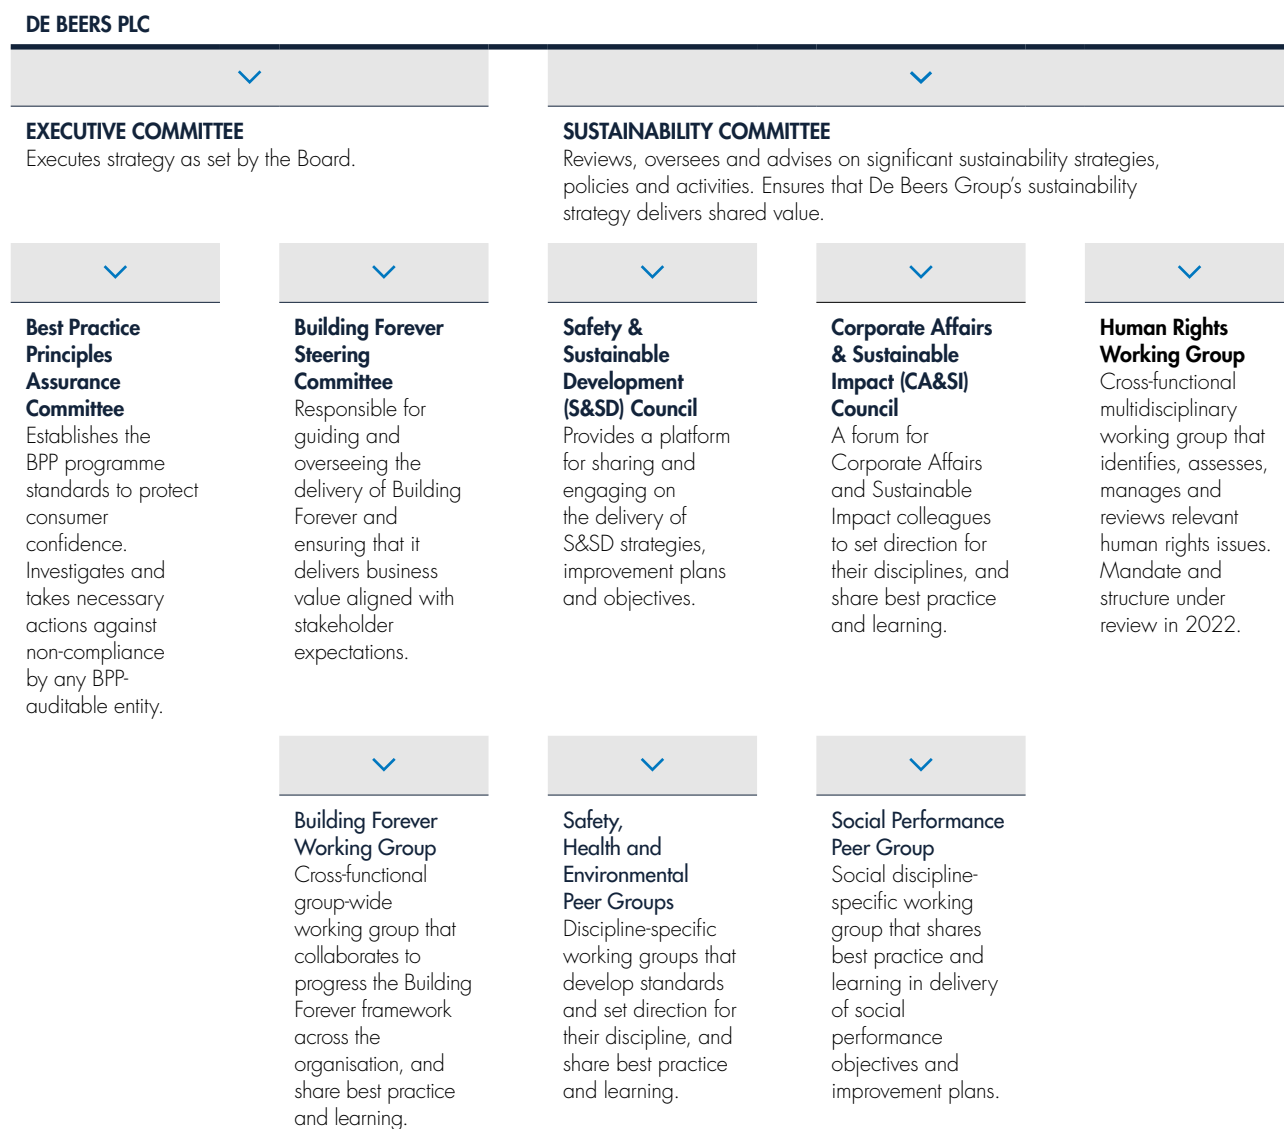 DE BEERS PLC
EXECUTIVE COMMITTEE
Executes strategy as set by the Board.
SUSTAINABILITY COMMITTEE
Reviews, oversees and advises on significant sustainability strategies,
policies and activities. Ensures that De Beers Group’s sustainability
strategy delivers shared value.
Best Practice
Principles
Assurance
Committee
Establishes the
BPP programme
standards to protect
consumer
confidence.
Investigates and
takes necessary
actions against
non-compliance
by any BPP-
auditable entity.
Building Forever
Steering
Committee
Responsible for
guiding and
overseeing the
delivery of Building
Forever and
ensuring that it
delivers business
value aligned with
stakeholder
expectations.
Safety &
Sustainable
Development
(S&SD) Council
Provides a platform
for sharing and
engaging on
the delivery of
S&SD strategies,
improvement plans
and objectives.
Corporate Affairs
& Sustainable
Impact (CA&SI)
Council
A forum for
Corporate Affairs
and Sustainable
Impact colleagues
to set direction for
their disciplines, and
share best practice
and learning.
Human Rights
Working Group
Cross-functional
multidisciplinary
working group that
identifies, assesses,
manages and
reviews relevant
human rights issues.
Mandate and
structure under
review in 2022.
Building Forever
Working Group
Cross-functional
group-wide
working group that
collaborates to
progress the Building
Forever framework
across the
organisation, and
share best practice
and learning.
Safety,
Health and
Environmental
Peer Groups
Discipline-specific
working groups that
develop standards
and set direction for
their discipline, and
share best practice
and learning.
Social Performance
Peer Group
Social discipline-
specific working
group that shares
best practice and
learning in delivery
of social
performance
objectives and
improvement plans.